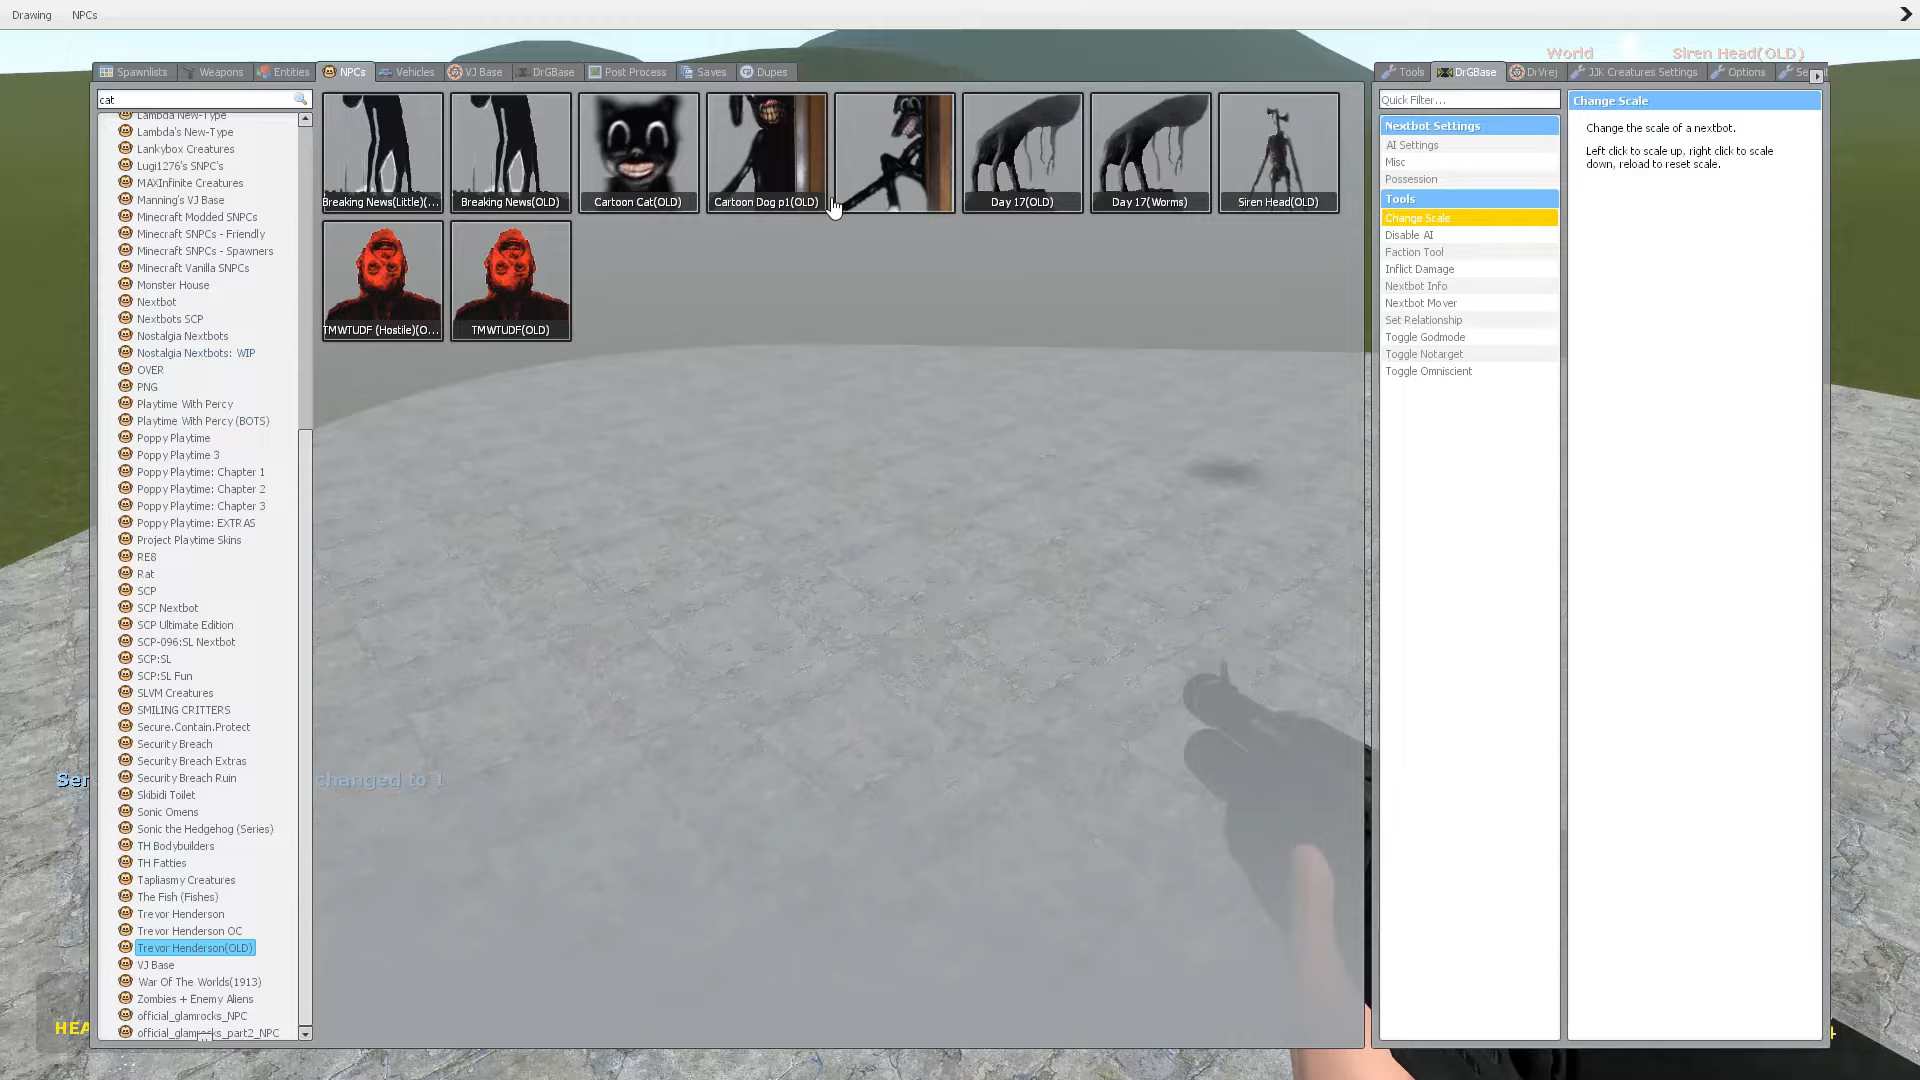 Drawing NPCs
World Siren Head(OLD)
Spawnlists Weapons Entities NPCs Vehicles VJ Base DrGBase Post Process Saves Dupes
Tools DrGBase DrVrej JJK Creatures Settings Options
cat
Lambda New-Type
Lambda's New-Type
Lankybox Creatures
Lugi1276's SNPC's
MAXInfinite Creatures
Manning's VJ Base
Minecraft Modded SNPCs
Minecraft SNPCs - Friendly
Minecraft SNPCs - Spawners
Minecraft Vanilla SNPCs
Monster House
Nextbot
Nextbots SCP
Nostalgia Nextbots
Nostalgia Nextbots: WIP
OVER
PNG
Playtime With Percy
Playtime With Percy (BOTS)
Poppy Playtime
Poppy Playtime 3
Poppy Playtime: Chapter 1
Poppy Playtime: Chapter 2
Poppy Playtime: Chapter 3
Poppy Playtime: EXTRAS
Project Playtime Skins
RE8
Rat
SCP
SCP Nextbot
SCP Ultimate Edition
SCP-096:SL Nextbot
SCP:SL
SCP:SL Fun
SLVM Creatures
SMILING CRITTERS
Secure.Contain.Protect
Security Breach
Security Breach Extras
Security Breach Ruin
Skibidi Toilet
Sonic Omens
Sonic the Hedgehog (Series)
TH Bodybuilders
TH Fatties
Tapliasmy Creatures
The Fish (Fishes)
Trevor Henderson
Trevor Henderson OC
Trevor Henderson(OLD)
VJ Base
War Of The Worlds(1913)
Zombies + Enemy Aliens
official_glamrocks_NPC
official_glamrocks_part2_NPC
Breaking News(Little)(...
Breaking News(OLD)
Cartoon Cat(OLD)
Cartoon Dog p1(OLD)
Day 17(OLD)
Day 17(Worms)
Siren Head(OLD)
TMWTUDF (Hostile)(O...
TMWTUDF(OLD)
changed to 1
Quick Filter...
Nextbot Settings
AI Settings
Misc
Possession
Tools
Change Scale
Disable AI
Faction Tool
Inflict Damage
Nextbot Info
Nextbot Mover
Set Relationship
Toggle Godmode
Toggle Notarget
Toggle Omniscient
Change Scale
Change the scale of a nextbot.
Left click to scale up, right click to scale
down, reload to reset scale.